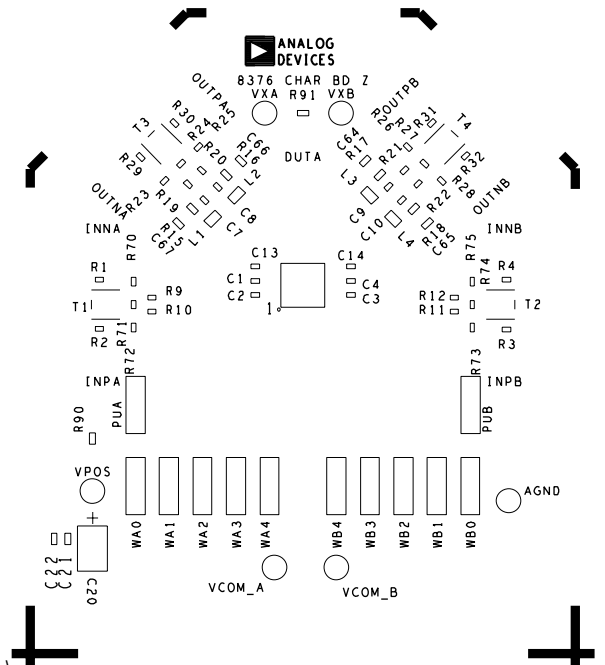 ANALOG
DEVICES
8376 CHAR BD Z
VXA R91 VXB
DUTA
OUTPA
R25
R24
R30
T3
R29
R20
C66
R16
L2
R23
R19
OUTNA
R15
C67
L1
C7
C8
OUTPB
R26
R27
R31
T4
R32
C64
R17
R21
L3
R28
R22
OUTNB
C9
C10
L4
R18
C65
INNA
R70
INNB
R75
R74
C13
C14
R1
C1
C2
C4
C3
R4
R9
R10
R12
R11
T1
T2
1
R2
R71
R72
R3
R73
INPA
INPB
PUA
PUB
R90
VPOS
AGND
+
WA0
WA1
WA2
WA3
WA4
WB4
WB3
WB2
WB1
WB0
C22
C21
C20
VCOM_A
VCOM_B